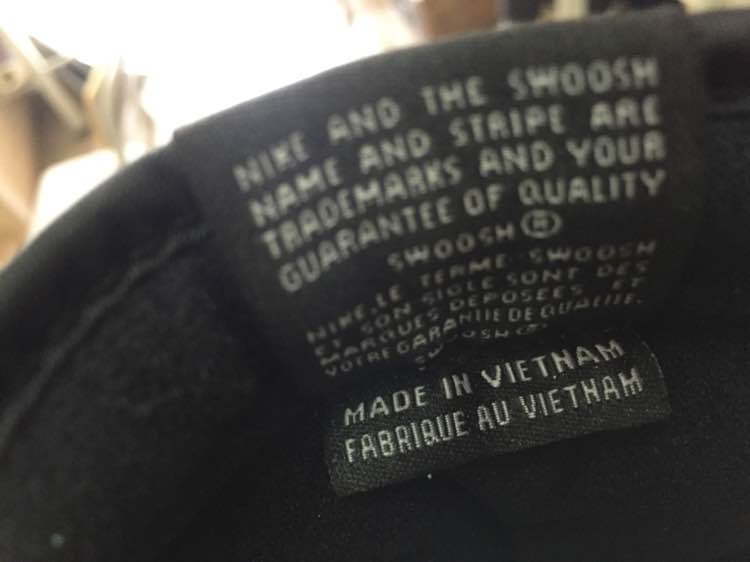 NIKE AND THE SWOOSH
NAME AND STRIPE ARE
TRADEMARKS AND YOUR
GUARANTEE OF QUALITY
SWOOSH ®
NIKE, LE TERME SWOOSH
ET SON SIGLE SONT DES
MARQUES DEPOSEES ET
VOTRE GARANTIE DE QUALITE.
SWOOSH ®
MADE IN VIETNAM
FABRIQUE AU VIETNAM